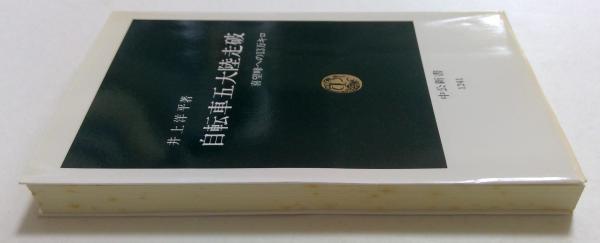 井上洋平著
自転車五大陸走破
喜望峰への13万キロ
中公新書
1241